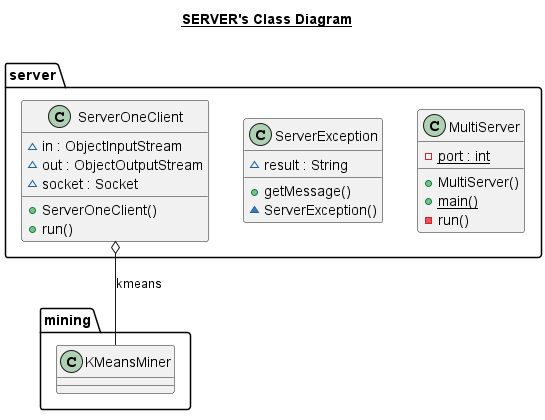 SERVER's Class Diagram
server
C ServerOneClient
in : ObjectInputStream
out : ObjectOutputStream
socket : Socket
ServerOneClient()
run()
C ServerException
result : String
getMessage()
ServerException()
C MultiServer
port : int
MultiServer()
main()
run()
kmeans
mining
C KMeansMiner